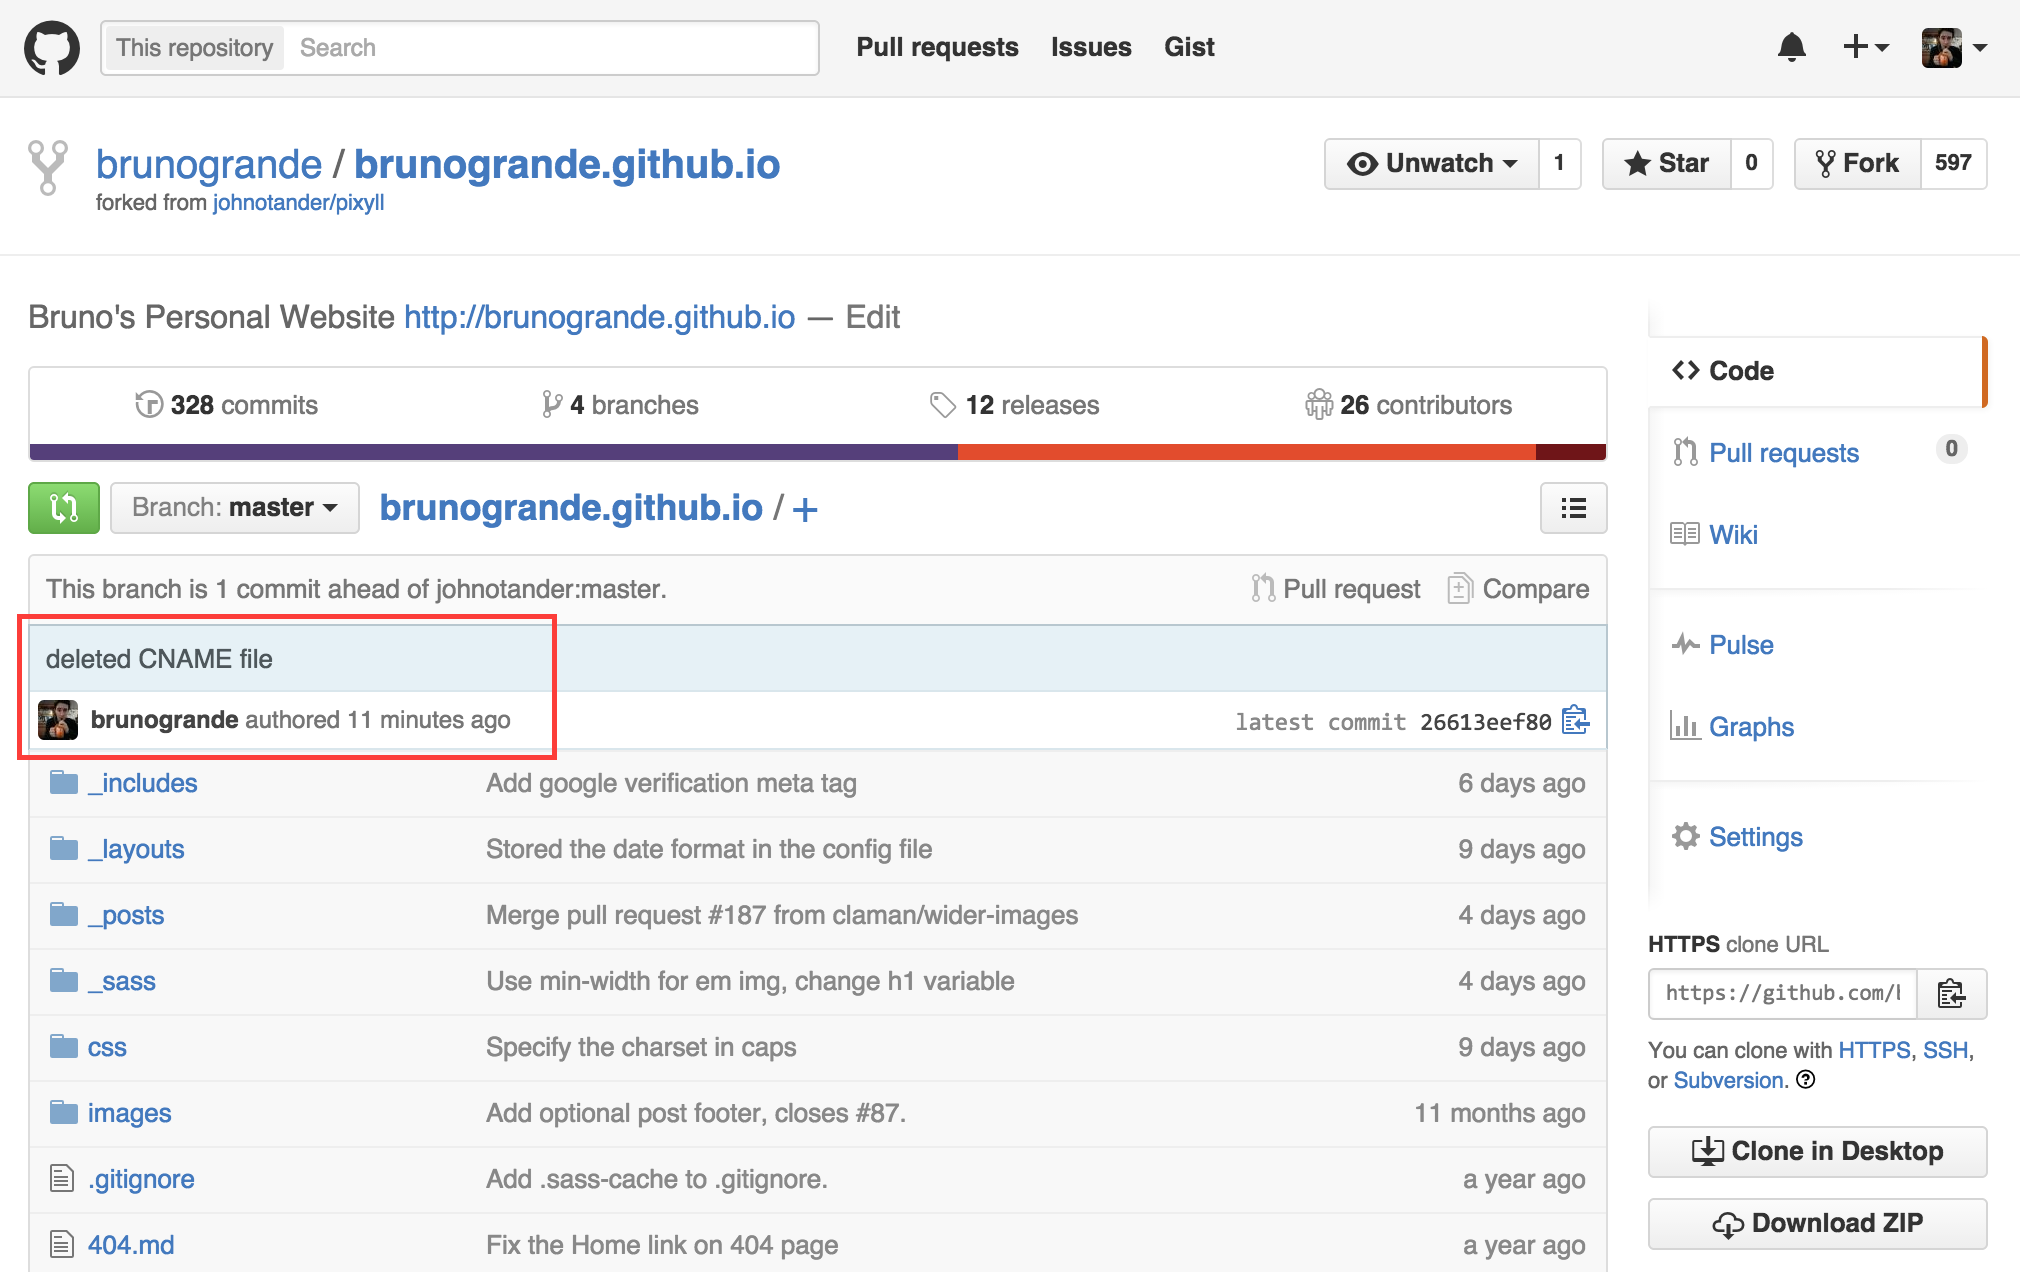 This repository Search Pull requests Issues Gist
brunogrande / brunogrande.github.io
forked from johnotander/pixyll
Unwatch 1 Star 0 Fork 597
Bruno's Personal Website http://brunogrande.github.io — Edit
328 commits 4 branches 12 releases 26 contributors
Branch: master brunogrande.github.io / +
This branch is 1 commit ahead of johnotander:master. Pull request Compare
deleted CNAME file
brunogrande authored 11 minutes ago latest commit 26613eef80
_includes Add google verification meta tag 6 days ago
_layouts Stored the date format in the config file 9 days ago
_posts Merge pull request #187 from claman/wider-images 4 days ago
_sass Use min-width for em img, change h1 variable 4 days ago
css Specify the charset in caps 9 days ago
images Add optional post footer, closes #87. 11 months ago
.gitignore Add .sass-cache to .gitignore. a year ago
404.md Fix the Home link on 404 page a year ago
Code
Pull requests 0
Wiki
Pulse
Graphs
Settings
HTTPS clone URL
https://github.com/
You can clone with HTTPS, SSH,
or Subversion.
Clone in Desktop
Download ZIP